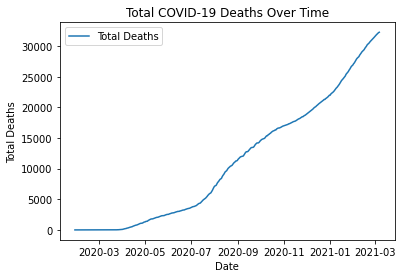 Total COVID-19 Deaths Over Time
Total Deaths
30000
25000
20000
15000
10000
5000
0
Total Deaths
2020-03 2020-05 2020-07 2020-09 2020-11 2021-01 2021-03
Date